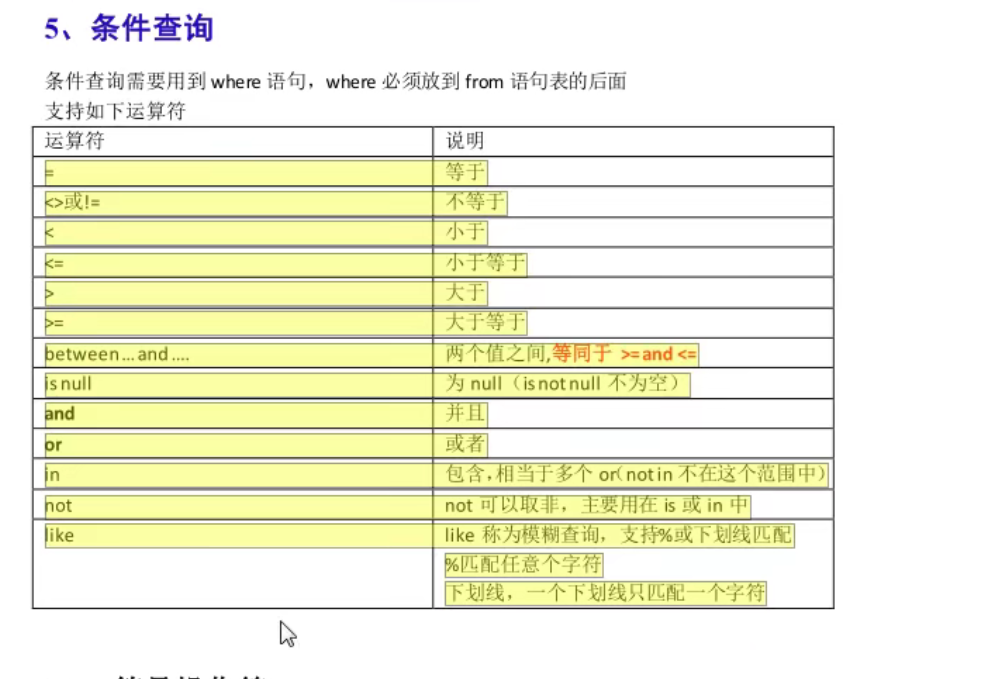 5、条件查询
条件查询需要用到 where 语句，where 必须放到 from 语句表的后面
支持如下运算符
运算符 说明
= 等于
<>或!= 不等于
< 小于
<= 小于等于
> 大于
>= 大于等于
between … and …. 两个值之间,等同于 >= and <=
is null 为 null（is not null 不为空）
and 并且
or 或者
in 包含，相当于多个 or（not in 不在这个范围中）
not not 可以取非，主要用在 is 或 in 中
like like 称为模糊查询，支持%或下划线匹配
%匹配任意个字符
下划线，一个下划线只匹配一个字符